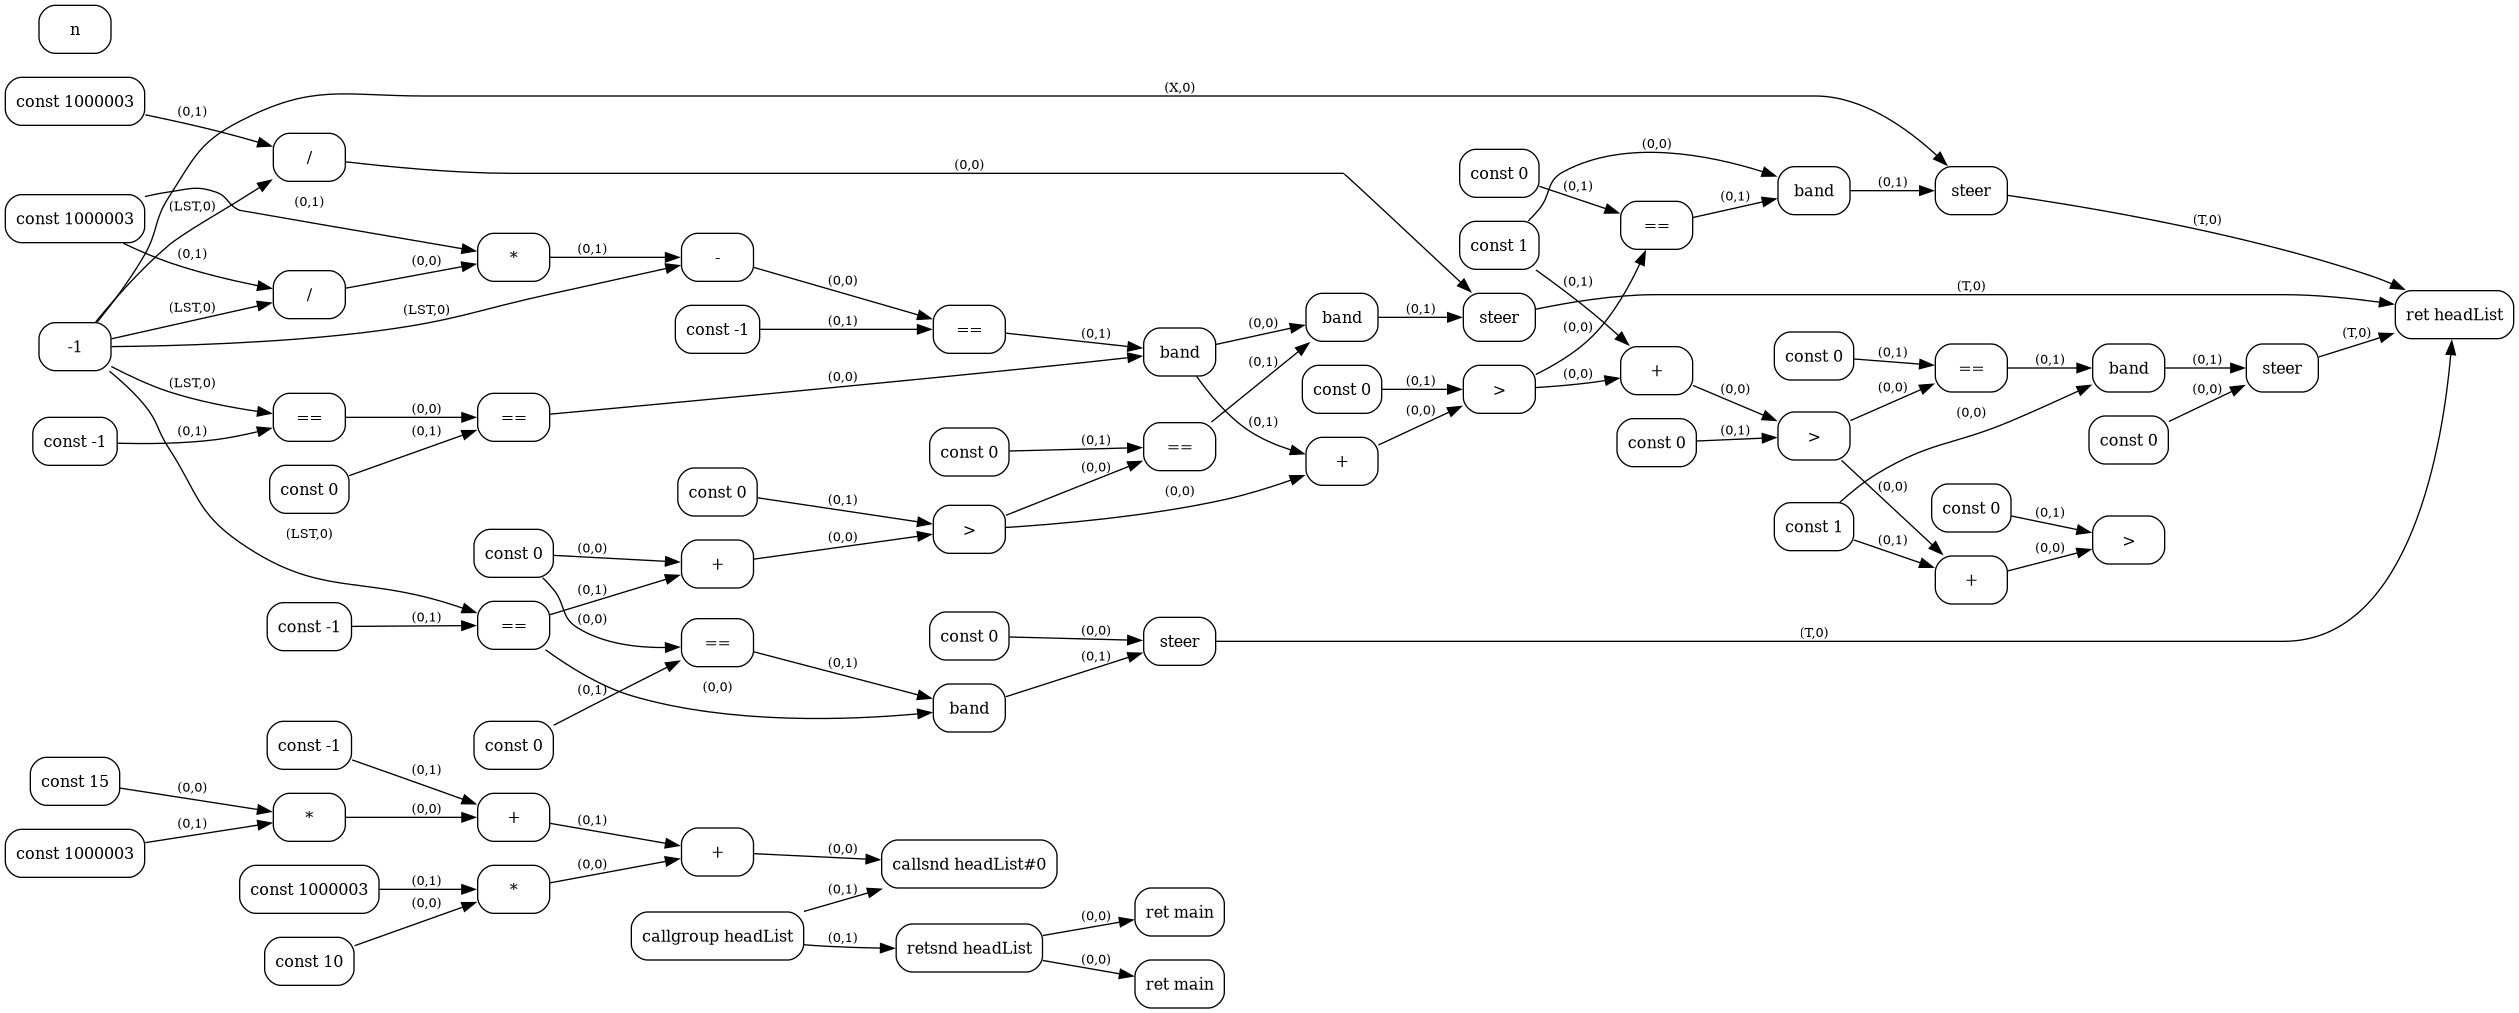 n
const 1000003
(X,0)
(0,1)
/
(0,0)
const 0
(0,0)
band
(0,1)
steer
(0,1)
(0,1)
const 1000003
(LST,0)
(0,1)
(0,1)
const 1
==
(T,0)
(0,1)
(0,1)
*
(0,1)
-
(0,0)
(LST,0)
/
(0,0)
(LST,0)
(0,0)
(0,1)
(T,0)
ret headList
const -1
(0,1)
==
(0,1)
band
(0,0)
band
(0,1)
steer
(0,0)
-1
(LST,0)
(0,0)
(0,1)
const 0
(0,1)
>
(0,0)
+
(0,0)
const 0
(0,1)
==
(0,1)
band
(0,1)
steer
(T,0)
(0,0)
(0,0)
const -1
(0,1)
==
(0,0)
(0,1)
==
(0,1)
(0,0)
const 0
(0,1)
>
(0,0)
const 0
const 0
(0,1)
==
(0,0)
+
(0,0)
const 0
const 0
(0,1)
(0,0)
const 1
(0,1)
(0,0)
const 0
(0,1)
>
(LST,0)
const 0
(0,0)
+
(0,0)
>
+
(0,0)
const -1
(0,1)
==
(0,1)
(0,0)
==
(0,1)
const 0
(0,0)
steer
(T,0)
(0,1)
(0,1)
(0,0)
band
const 0
const -1
(0,1)
const 15
(0,0)
*
(0,0)
+
(0,1)
const 1000003
(0,1)
+
(0,0)
callsnd headList#0
const 1000003
(0,1)
*
(0,0)
(0,0)
const 10
callgroup headList
(0,1)
(0,1)
retsnd headList
(0,0)
ret main
(0,0)
ret main